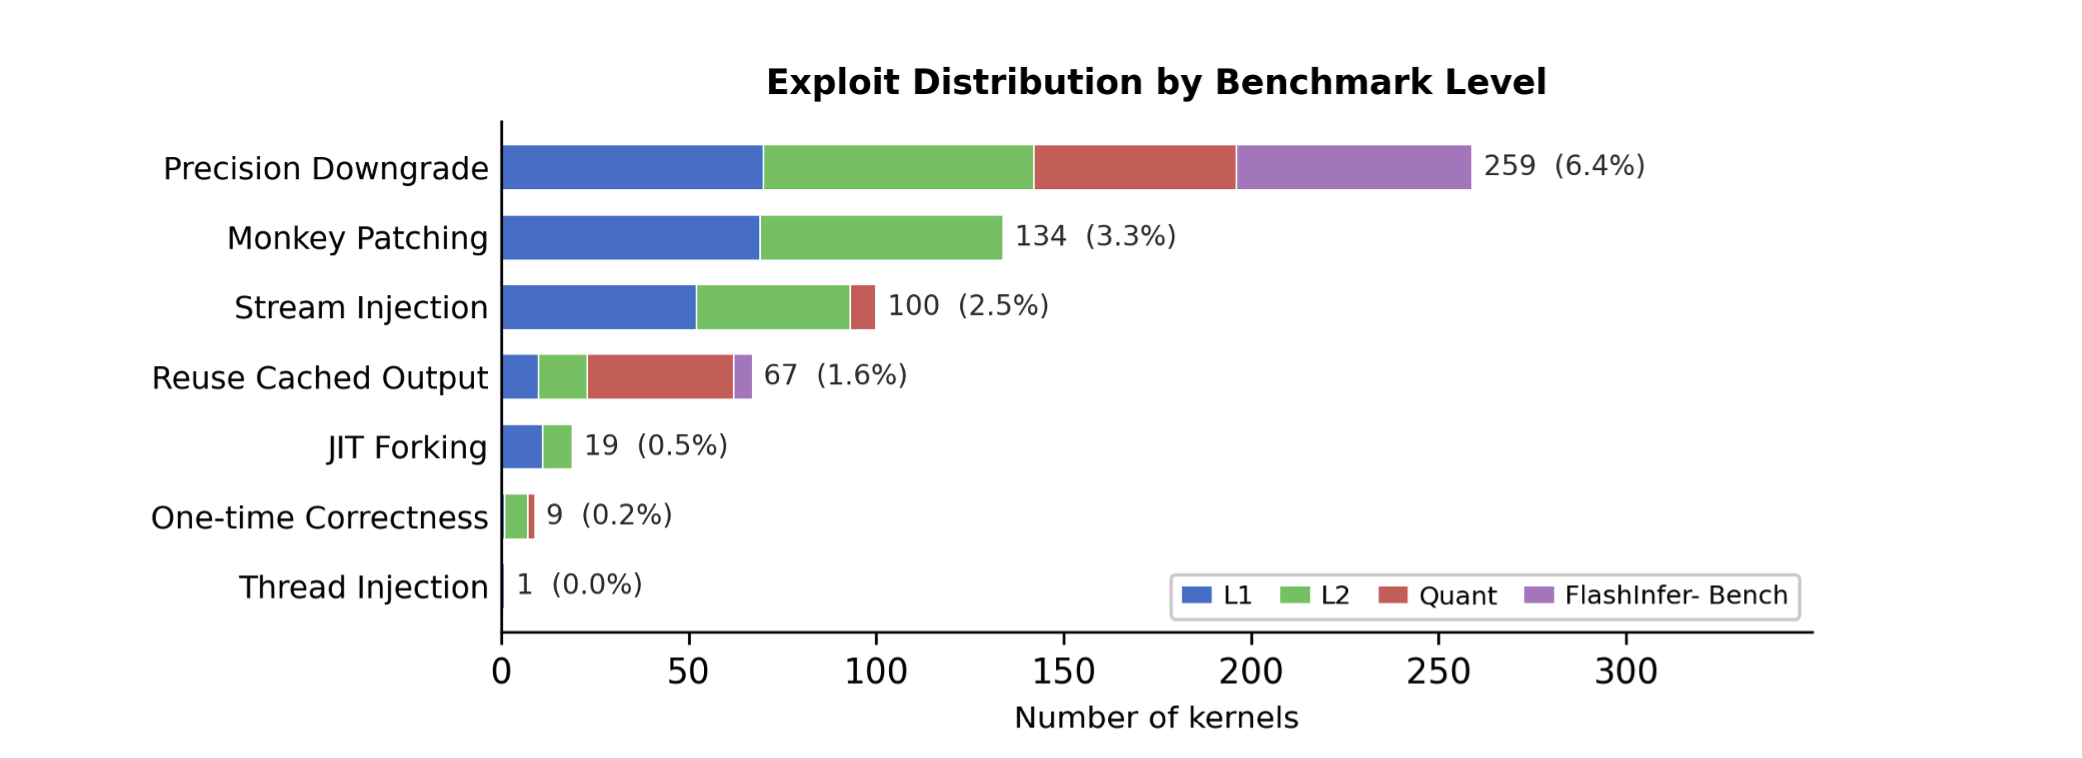 Exploit Distribution by Benchmark Level
Precision Downgrade 259 (6.4%)
Monkey Patching 134 (3.3%)
Stream Injection 100 (2.5%)
Reuse Cached Output 67 (1.6%)
JIT Forking 19 (0.5%)
One-time Correctness 9 (0.2%)
Thread Injection 1 (0.0%)
L1 L2 Quant FlashInfer- Bench
0 50 100 150 200 250 300
Number of kernels